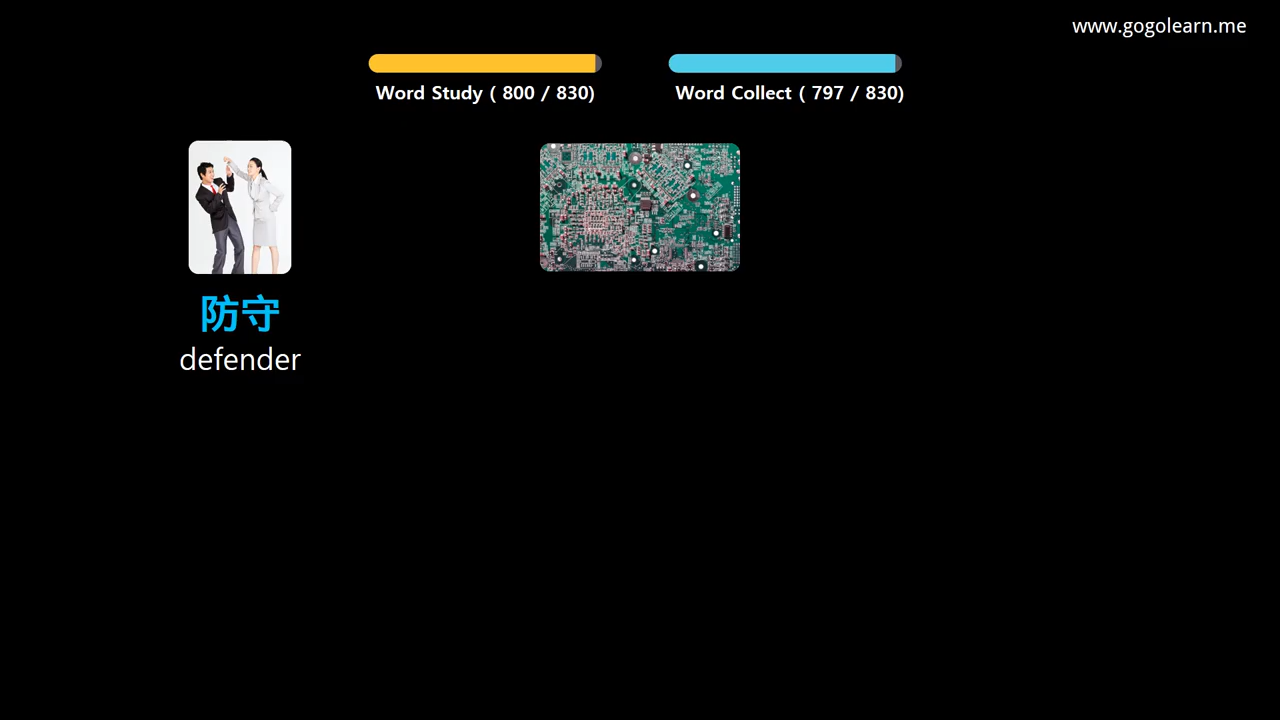 www.gogolearn.me
Word Study ( 800 / 830)
Word Collect ( 797 / 830)
防守
defender